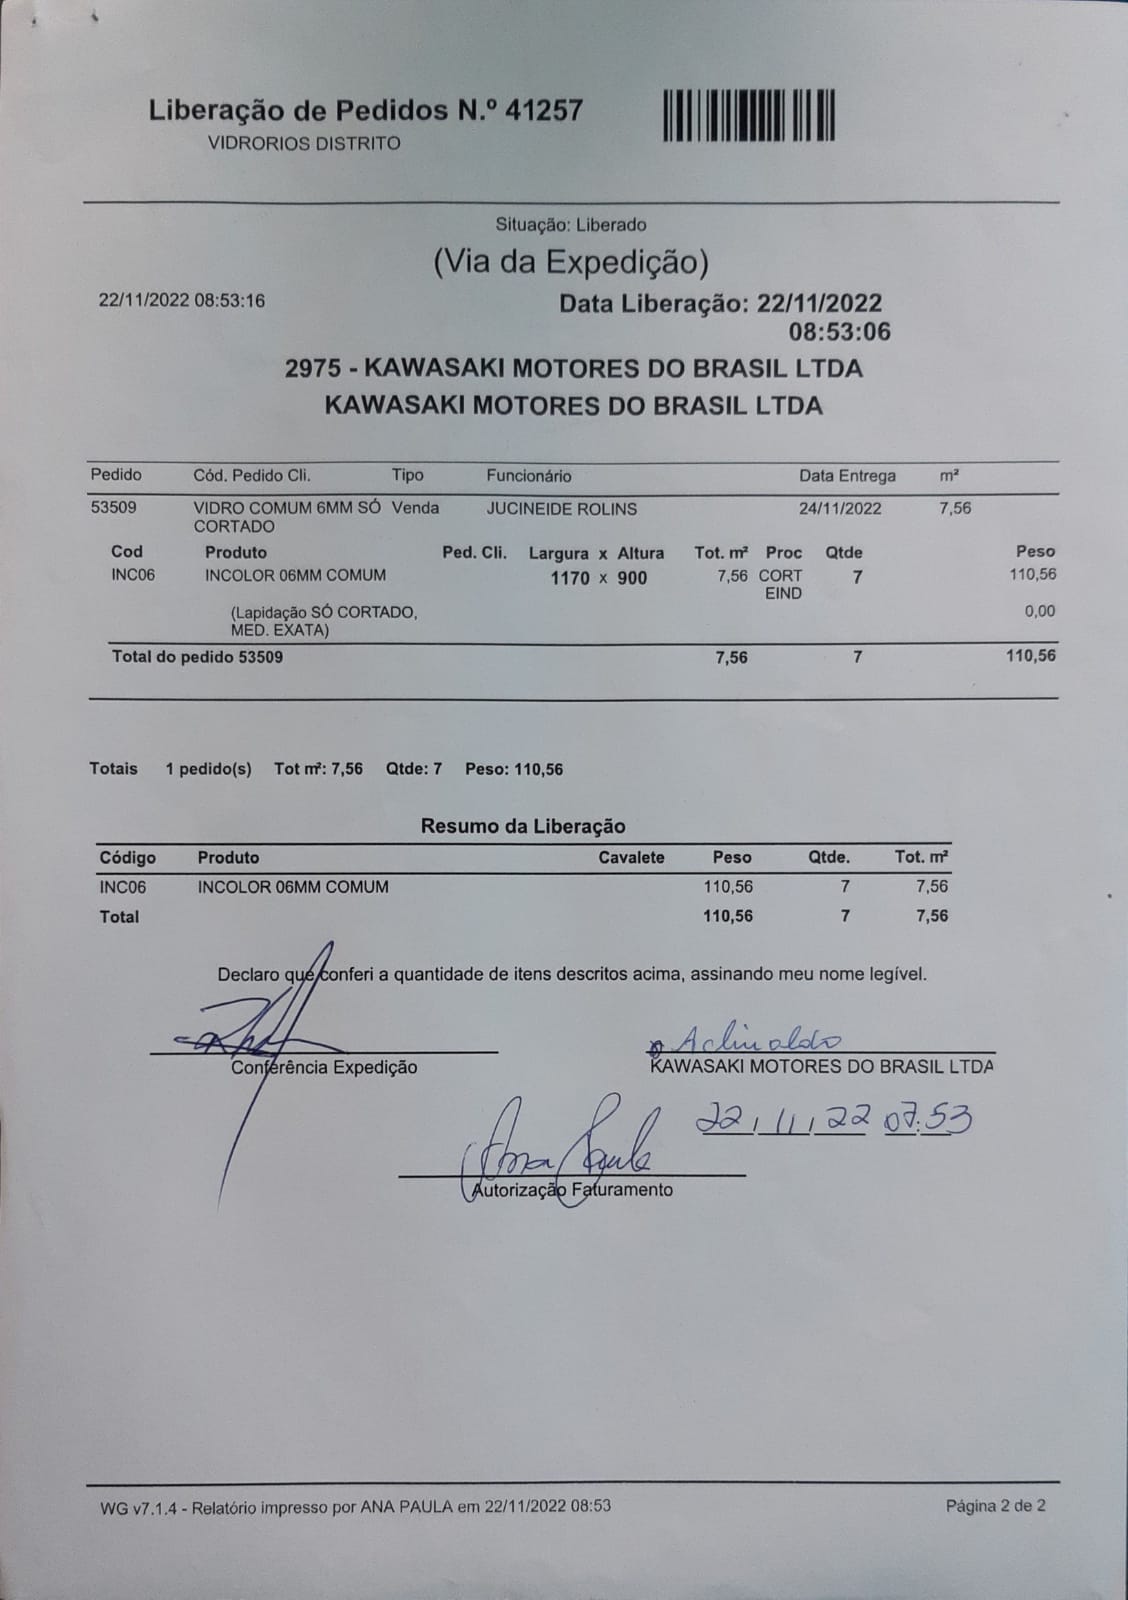 Liberação de Pedidos N.º 41257
VIDRORIOS DISTRITO
Situação: Liberado
(Via da Expedição)
22/11/2022 08:53:16 Data Liberação: 22/11/2022
08:53:06
2975 - KAWASAKI MOTORES DO BRASIL LTDA
KAWASAKI MOTORES DO BRASIL LTDA
Pedido Cód. Pedido Cli. Tipo Funcionário Data Entrega m²
53509 VIDRO COMUM 6MM SÓ Venda JUCINEIDE ROLINS 24/11/2022 7,56
CORTADO
Cod Produto Ped. Cli. Largura x Altura Tot. m² Proc Qtde Peso
INC06 INCOLOR 06MM COMUM 1170 x 900 7,56 CORT 7 110,56
EIND
(Lapidação SÓ CORTADO, 0,00
MED. EXATA)
Total do pedido 53509 7,56 7 110,56
Totais 1 pedido(s) Tot m²: 7,56 Qtde: 7 Peso: 110,56
Resumo da Liberação
Código Produto Cavalete Peso Qtde. Tot. m²
INC06 INCOLOR 06MM COMUM 110,56 7 7,56
Total 110,56 7 7,56
Declaro que conferi a quantidade de itens descritos acima, assinando meu nome legível.
Conferência Expedição
KAWASAKI MOTORES DO BRASIL LTDA
22/11/22 07:53
Ana Paula
Autorização Faturamento
WG v7.1.4 - Relatório impresso por ANA PAULA em 22/11/2022 08:53 Página 2 de 2